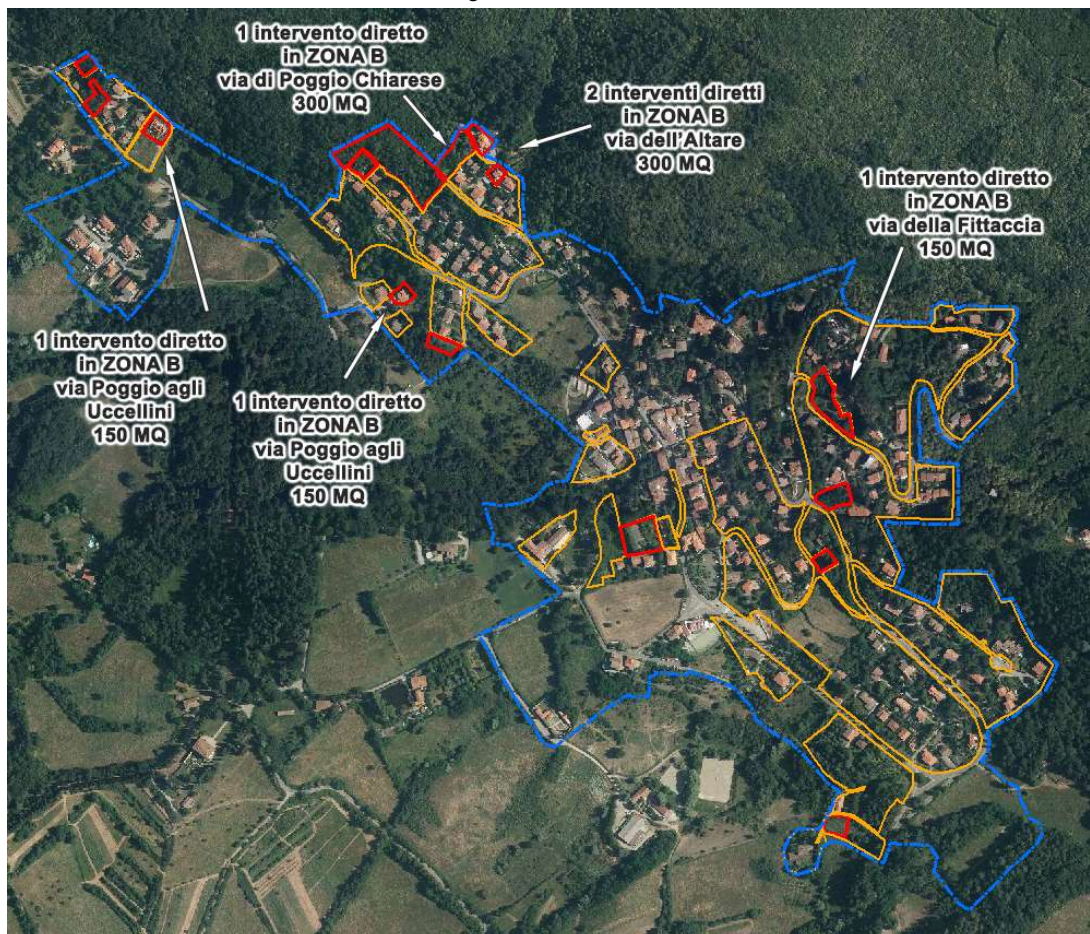 1 intervento diretto
in ZONA B
via di Poggio Chiarese
300 MQ
2 interventi diretti
in ZONA B
via dell'Altare
300 MQ
1 intervento diretto
in ZONA B
via della Fittaccia
150 MQ
1 intervento diretto
in ZONA B
via Poggio agli
Uccellini
150 MQ
1 intervento diretto
in ZONA B
via Poggio agli
Uccellini
150 MQ